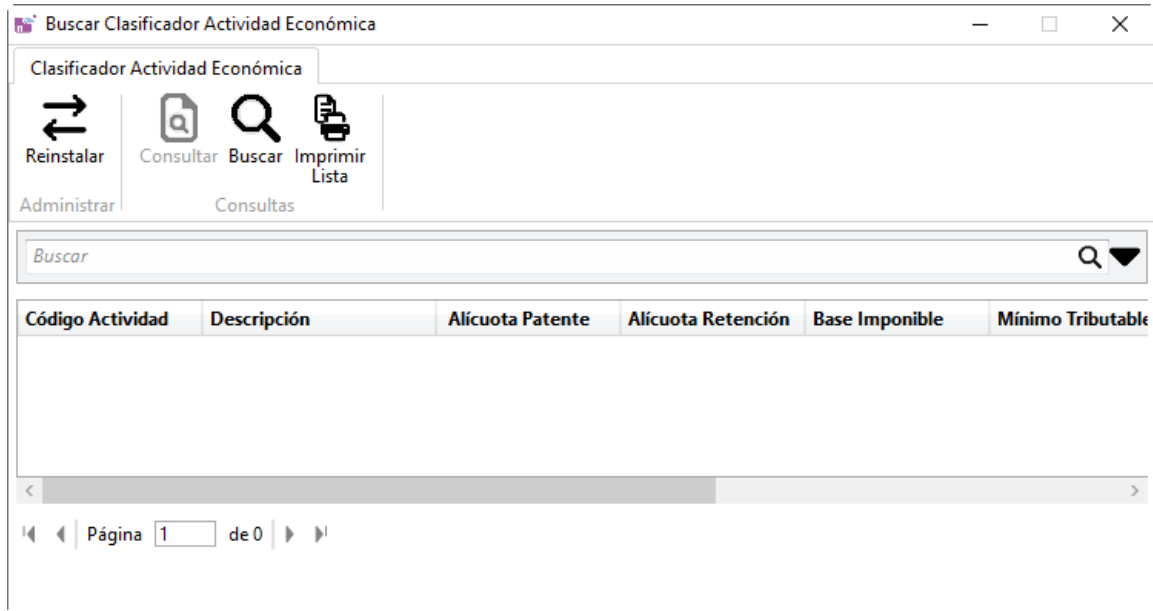 Buscar Clasificador Actividad Económica
Clasificador Actividad Económica
Reinstalar
Consultar Buscar Imprimir
Lista
Administrar Consultas
Buscar
Código Actividad Descripción Alícuota Patente Alícuota Retención Base Imponible Mínimo Tributable
Página 1 de 0